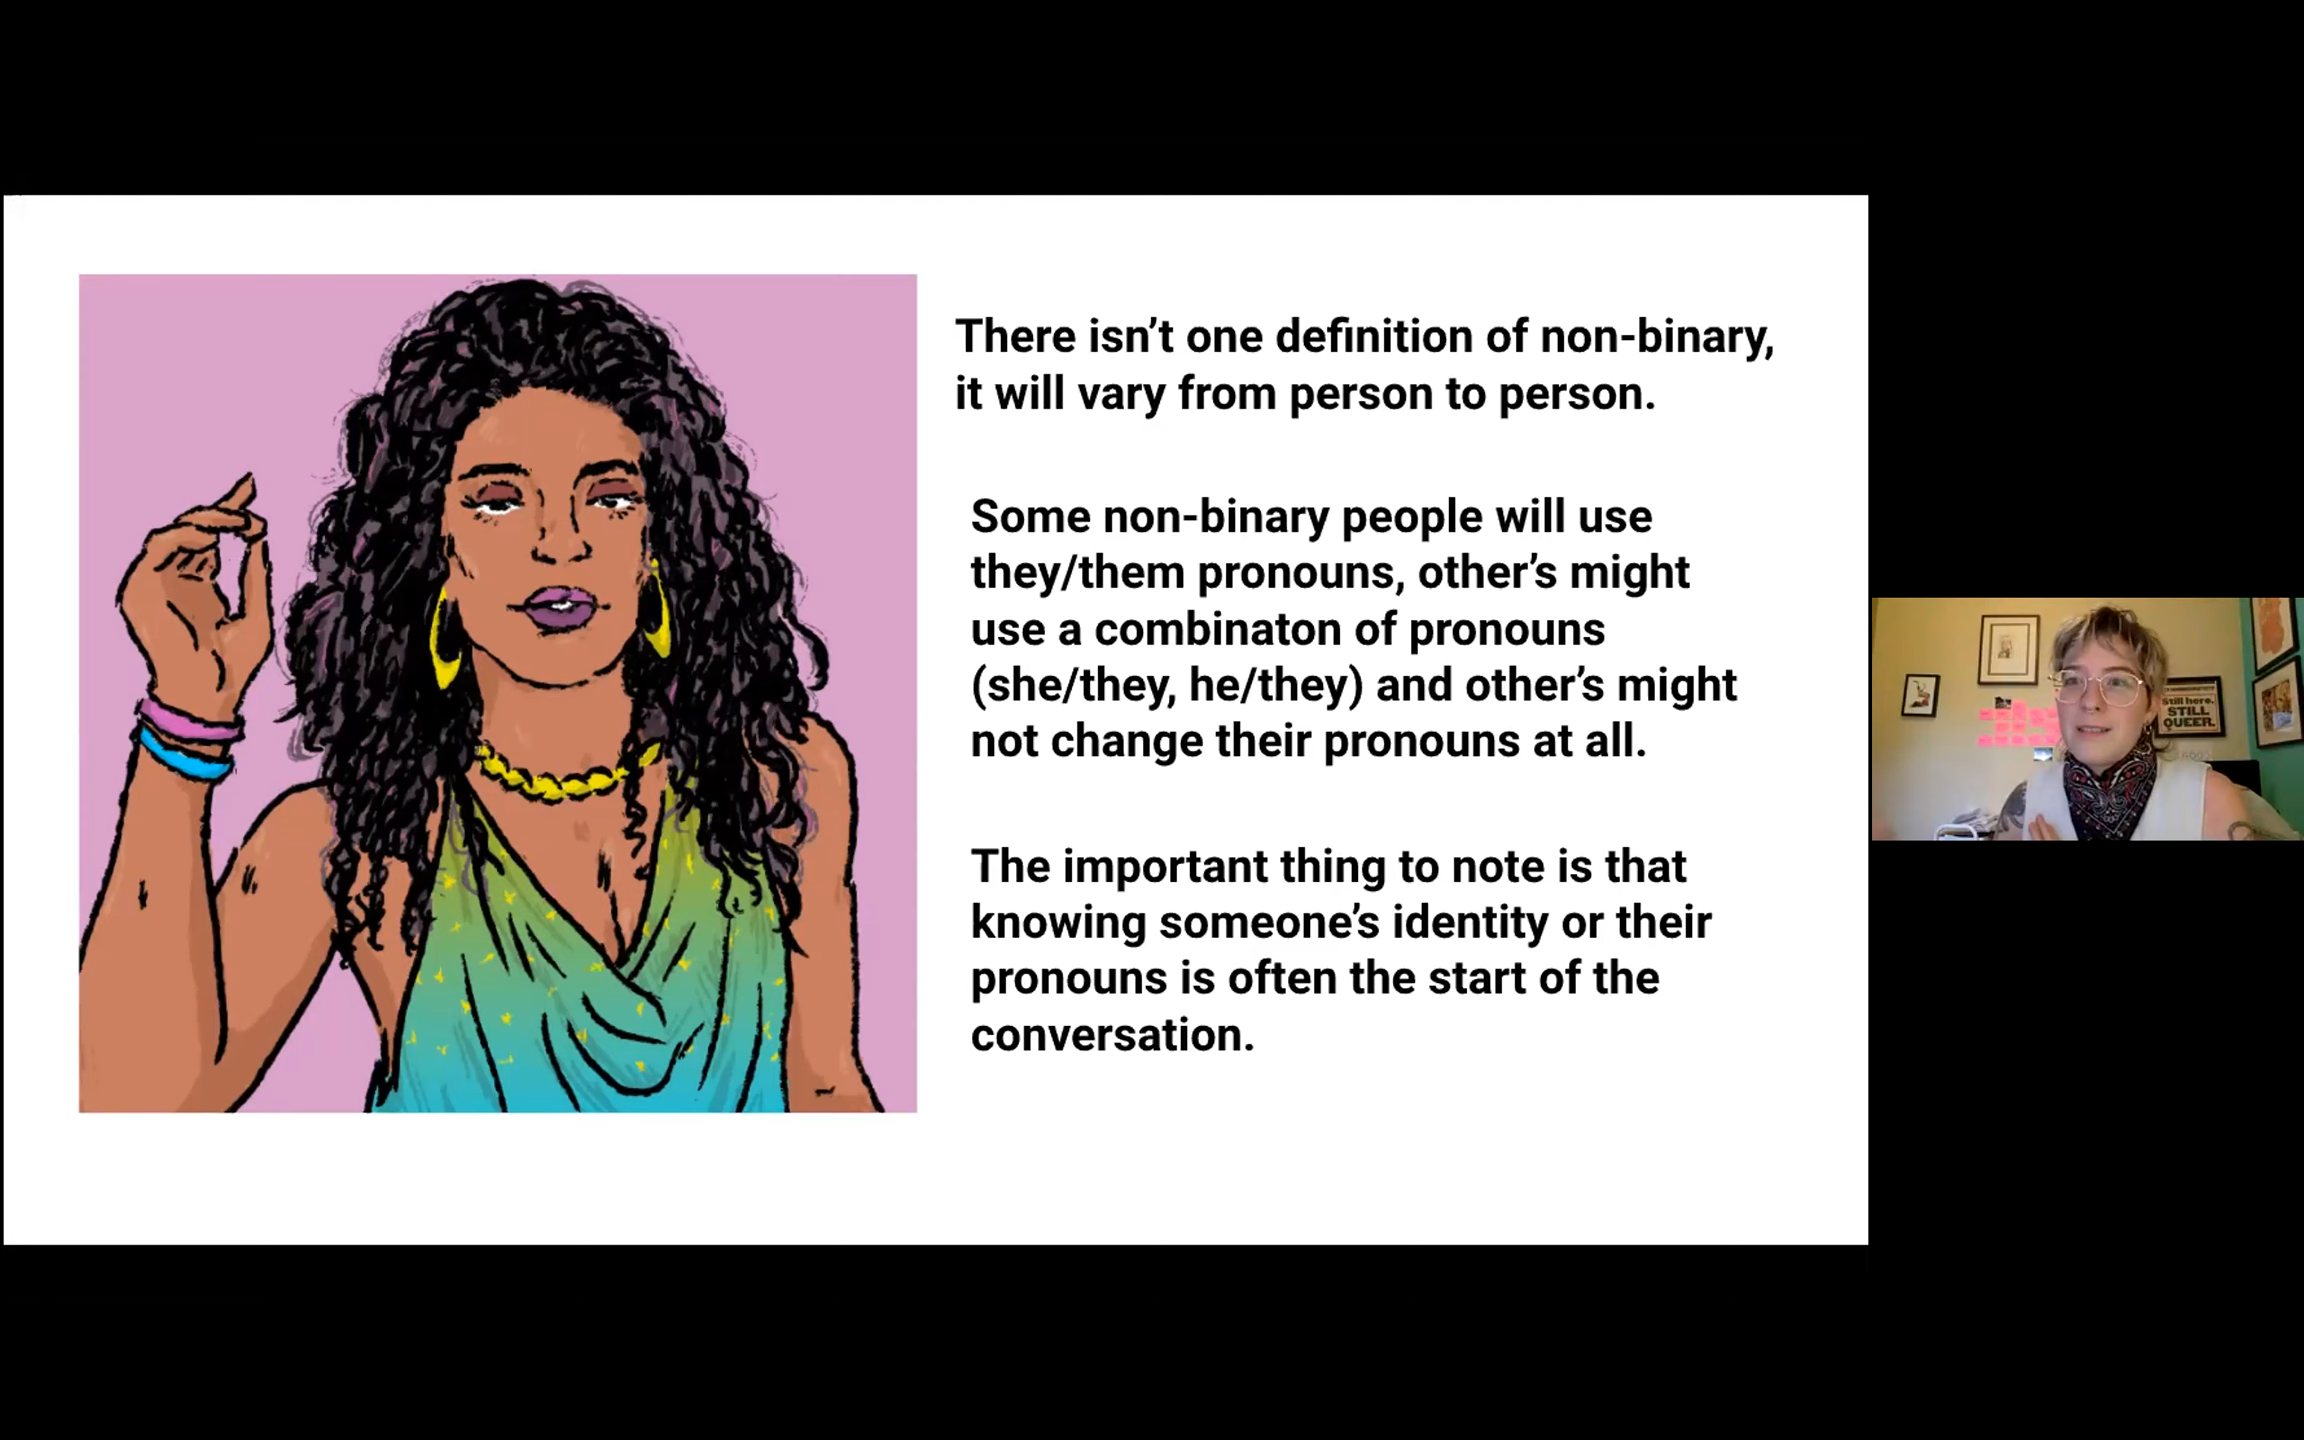 There isn’t one definition of non-binary,
it will vary from person to person.
Some non-binary people will use
they/them pronouns, other’s might
use a combinaton of pronouns
(she/they, he/they) and other’s might
not change their pronouns at all.
The important thing to note is that
knowing someone’s identity or their
pronouns is often the start of the
conversation.
Still here.
STILL
QUEER.